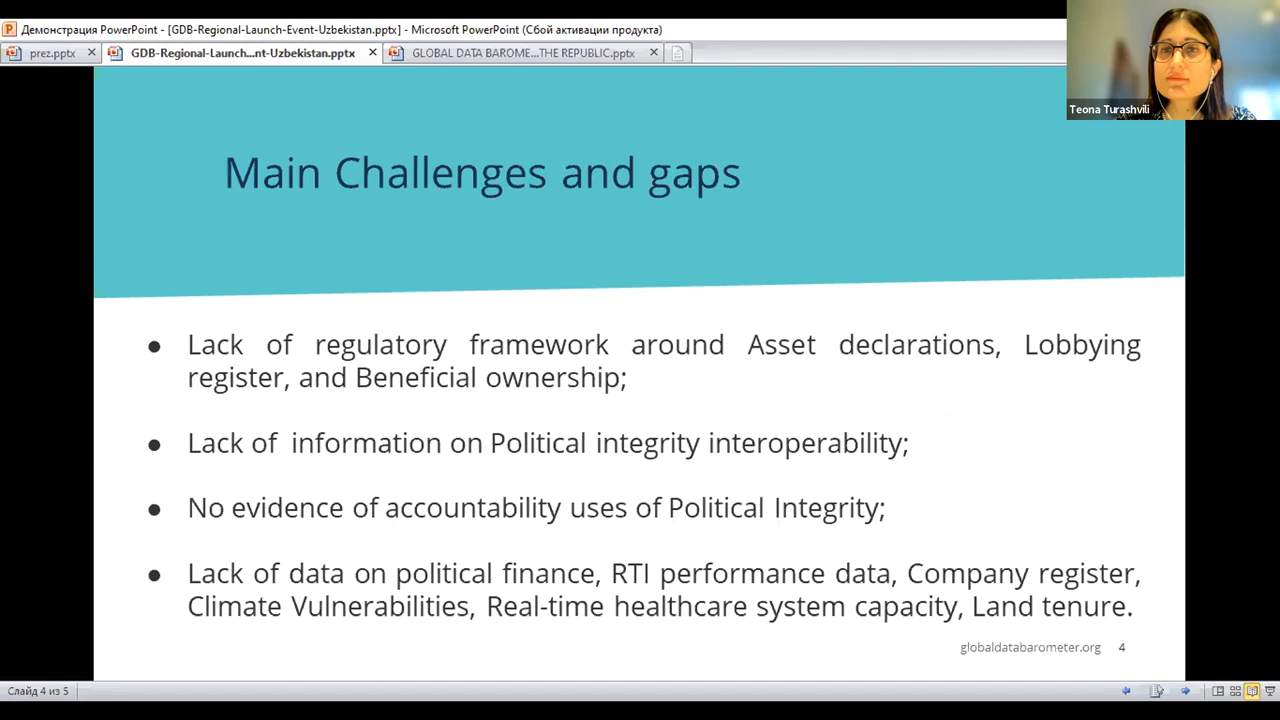 Демонстрация PowerPoint - [GDB-Regional-Launch-Event-Uzbekistan.pptx] - Microsoft PowerPoint (Сбой активации продукта)
prez.pptx
GDB-Regional-Launch...nt-Uzbekistan.pptx
GLOBAL DATA BAROME...THE REPUBLIC.pptx
Teona Turashvili
Main Challenges and gaps
● Lack of regulatory framework around Asset declarations, Lobbying
register, and Beneficial ownership;
● Lack of information on Political integrity interoperability;
● No evidence of accountability uses of Political Integrity;
● Lack of data on political finance, RTI performance data, Company register,
Climate Vulnerabilities, Real-time healthcare system capacity, Land tenure.
globaldatabarometer.org 4
Слайд 4 из 5